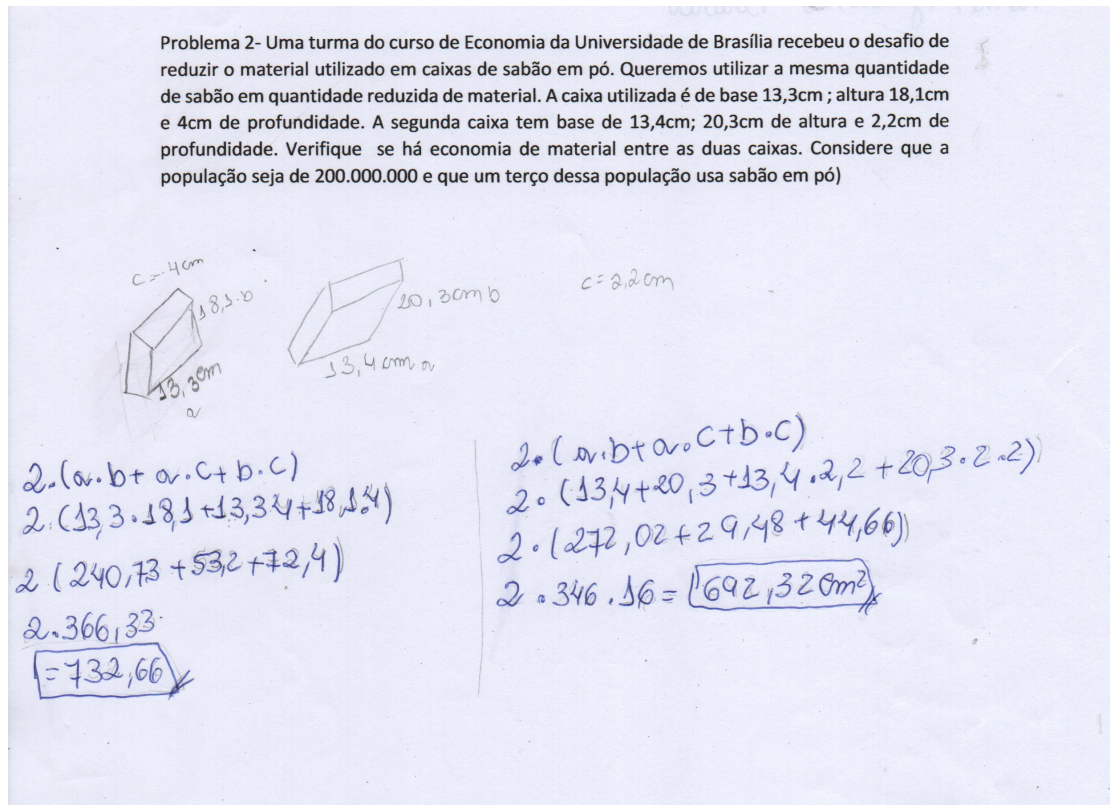 Problema 2- Uma turma do curso de Economia da Universidade de Brasília recebeu o desafio de
reduzir o material utilizado em caixas de sabão em pó. Queremos utilizar a mesma quantidade
de sabão em quantidade reduzida de material. A caixa utilizada é de base 13,3cm ; altura 18,1cm
e 4cm de profundidade. A segunda caixa tem base de 13,4cm; 20,3cm de altura e 2,2cm de
profundidade. Verifique se há economia de material entre as duas caixas. Considere que a
população seja de 200.000.000 e que um terço dessa população usa sabão em pó)
c=4cm
18,1.b
13,3cm
a
20,3cm b
13,4cm a
c=2,2cm
2.(a.b+a.c+b.c)
2.(13,3.18,1+13,34+18,1.4)
2(240,73+53,2+72,4)
2.366,33
=732,66
2.(a.b+a.c+b.c)
2.(13,4+20,3+13,4.2,2+20,3.2.2)
2.(272,02+29,48+44,66)
2.346.16=692,32cm²